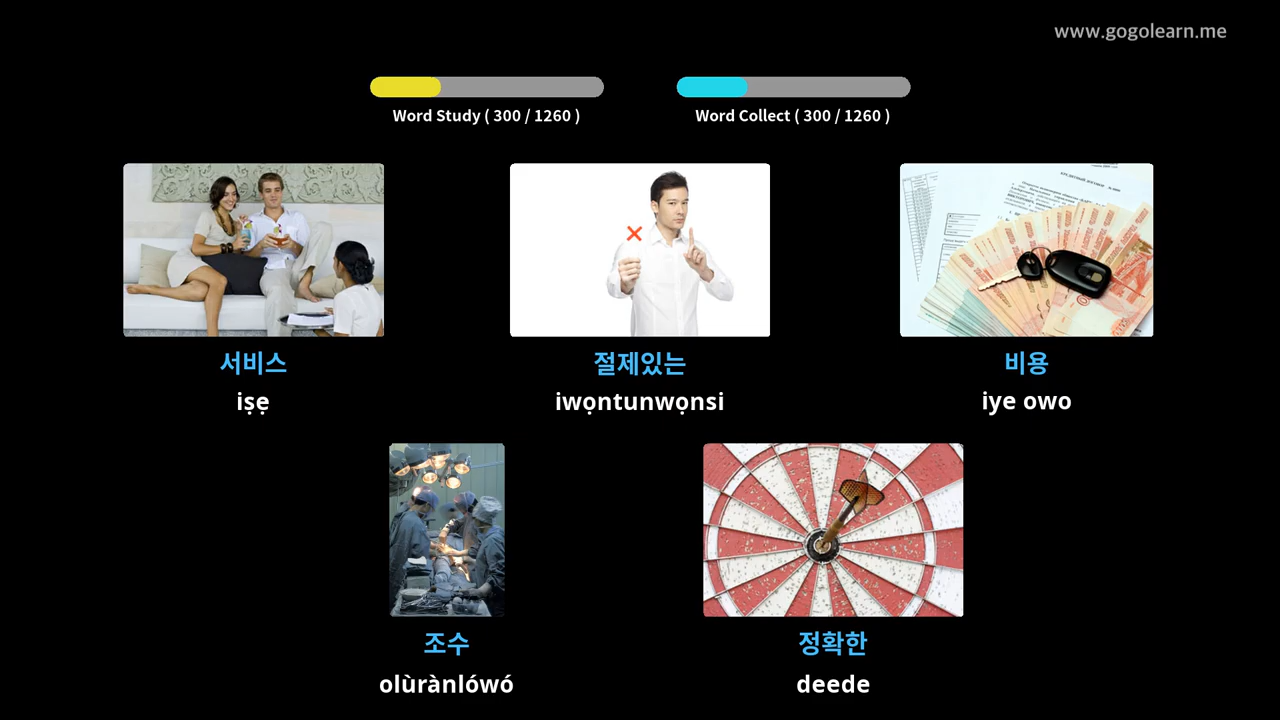 www.gogolearn.me
Word Study ( 300 / 1260 )
Word Collect ( 300 / 1260 )
서비스
iṣẹ
절제있는
iwọntunwọnsi
비용
iye owo
조수
olùrànlówó
정확한
deede